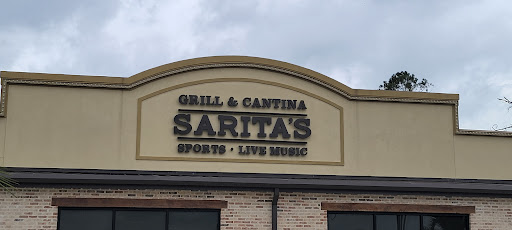 GRILL & CANTINA
SARITA'S
SPORTS · LIVE MUSIC